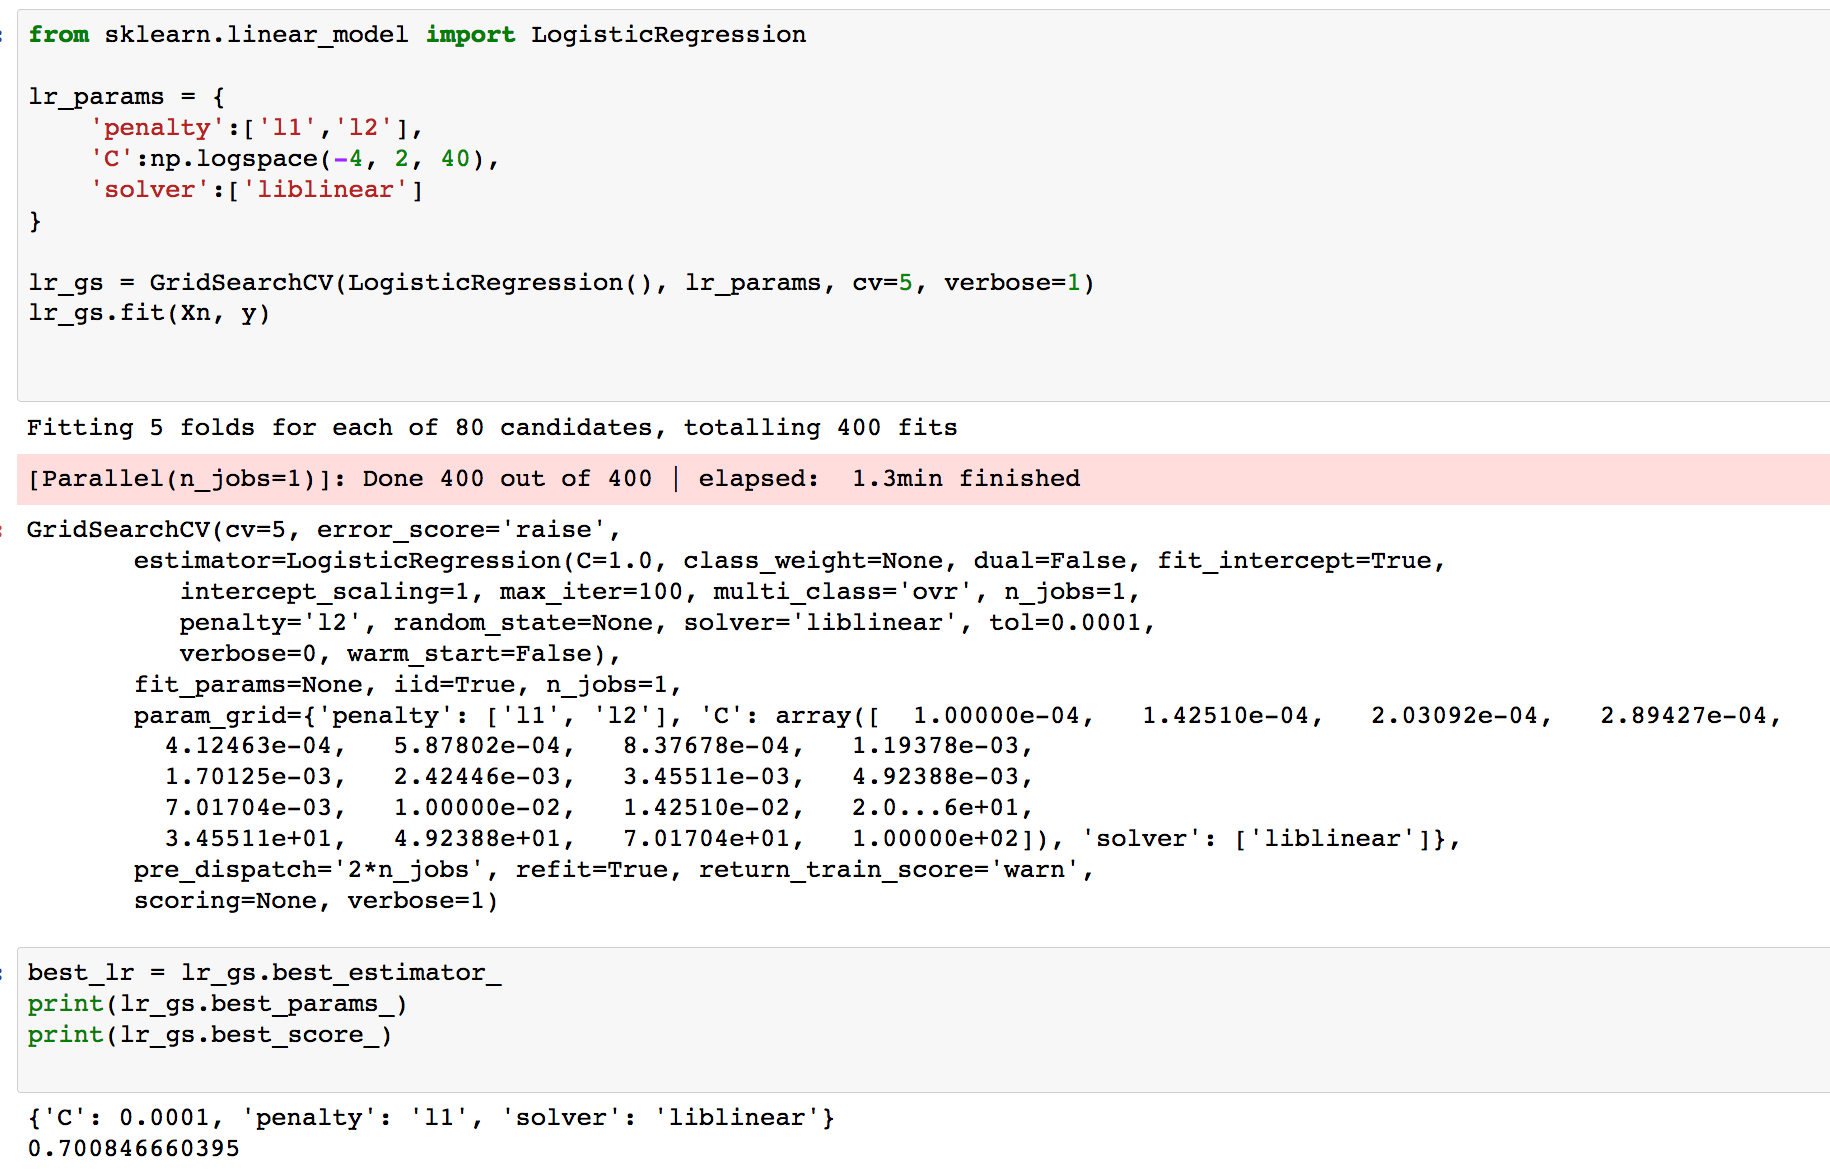 from sklearn.linear_model import LogisticRegression
lr_params = {
    'penalty':['l1','l2'],
    'C':np.logspace(-4, 2, 40),
    'solver':['liblinear']
}
lr_gs = GridSearchCV(LogisticRegression(), lr_params, cv=5, verbose=1)
lr_gs.fit(Xn, y)
Fitting 5 folds for each of 80 candidates, totalling 400 fits
[Parallel(n_jobs=1)]: Done 400 out of 400 | elapsed:  1.3min finished
GridSearchCV(cv=5, error_score='raise',
       estimator=LogisticRegression(C=1.0, class_weight=None, dual=False, fit_intercept=True,
          intercept_scaling=1, max_iter=100, multi_class='ovr', n_jobs=1,
          penalty='l2', random_state=None, solver='liblinear', tol=0.0001,
          verbose=0, warm_start=False),
       fit_params=None, iid=True, n_jobs=1,
       param_grid={'penalty': ['l1', 'l2'], 'C': array([  1.00000e-04,   1.42510e-04,   2.03092e-04,   2.89427e-04,
         4.12463e-04,   5.87802e-04,   8.37678e-04,   1.19378e-03,
         1.70125e-03,   2.42446e-03,   3.45511e-03,   4.92388e-03,
         7.01704e-03,   1.00000e-02,   1.42510e-02,   2.0...6e+01,
         3.45511e+01,   4.92388e+01,   7.01704e+01,   1.00000e+02]), 'solver': ['liblinear']},
       pre_dispatch='2*n_jobs', refit=True, return_train_score='warn',
       scoring=None, verbose=1)
best_lr = lr_gs.best_estimator_
print(lr_gs.best_params_)
print(lr_gs.best_score_)
{'C': 0.0001, 'penalty': 'l1', 'solver': 'liblinear'}
0.700846660395